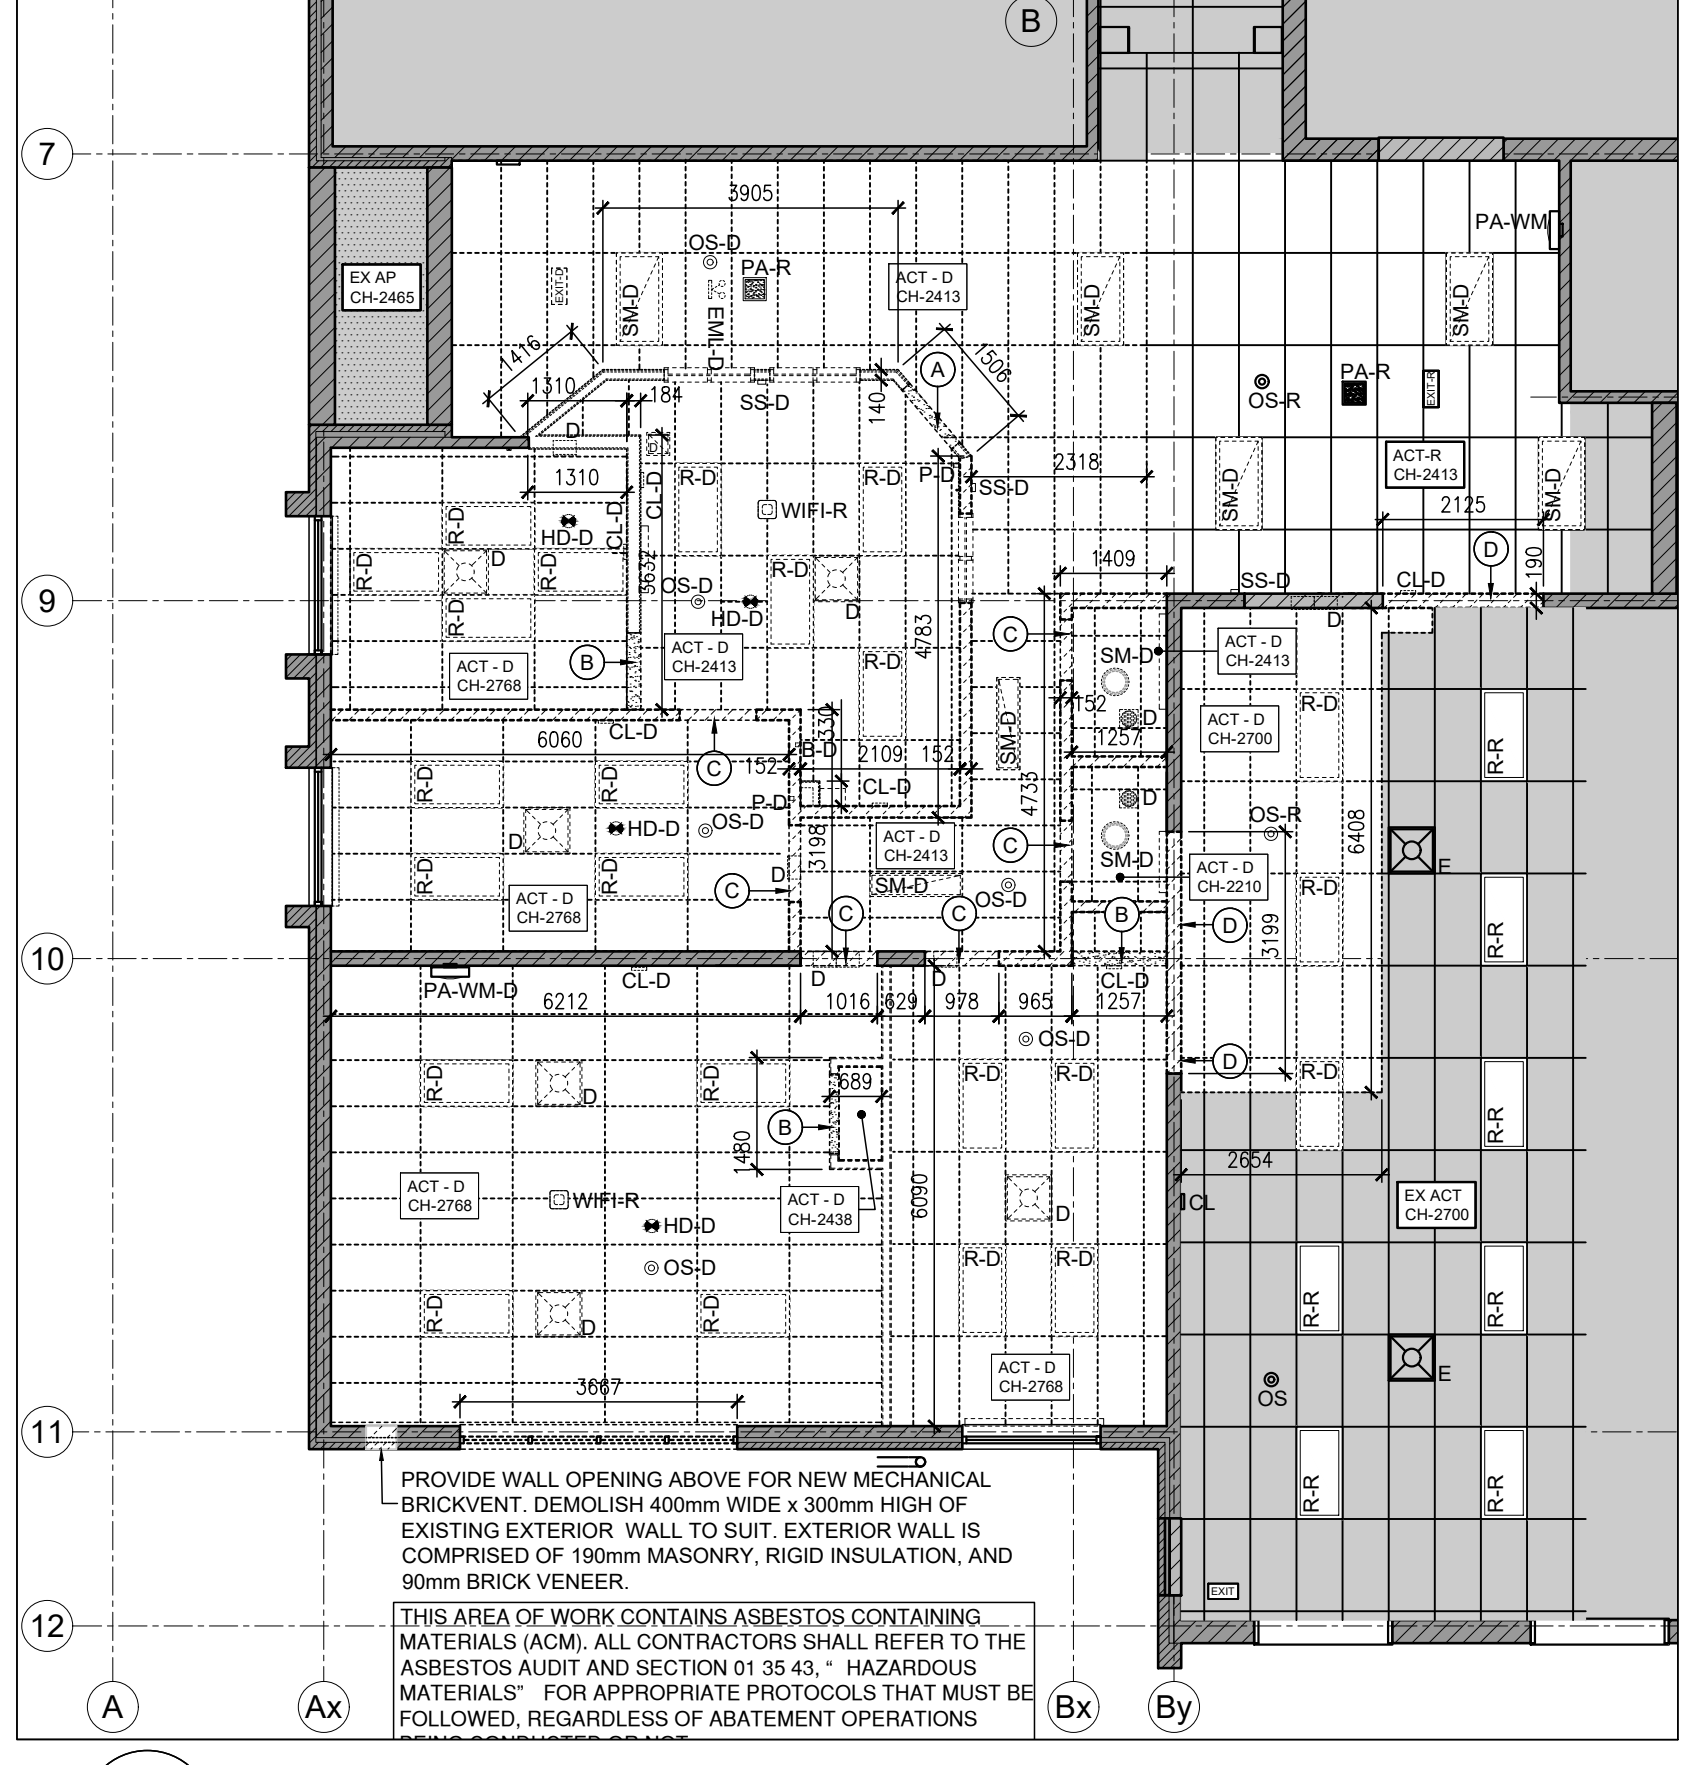 B
7
3905
PA-WM
OS-D
PA-R
EX AP
CH-2465
EXIT-D
SM-D
EML-D
ACT - D
CH-2413
SM-D
SM-D
1416
1506
A
PA-R
EXIT-R
OS-R
1310
184
SS-D
140
D
D
2318
ACT-R
CH-2413
1310
CL-D
R-D
R-D
P-D
SS-D
SM-D
2125
SM-D
R-D
HD-D
CL-D
WIFI-R
D
R-D
D
R-D
3632
R-D
1409
190
9
OS-D
D
SS-D
CL-D
R-D
HD-D
D
4783
C
D
ACT - D
CH-2413
ACT - D
CH-2768
B
ACT - D
CH-2413
R-D
SM-D
152
R-D
D
ACT - D
CH-2700
CL-D
330
SM-D
6060
B-D
1257
R-R
C
152
2109
152
R-D
R-D
P-D
CL-D
4733
D
D
HD-D
OS-D
3198
ACT - D
CH-2413
C
OS-R
6408
SM-D
E
R-D
R-D
D
SM-D
ACT - D
CH-2210
R-D
ACT - D
CH-2768
C
OS-D
C
C
B
D
3199
R-R
10
PA-WM-D
CL-D
D
D
CL-D
6212
1016
629
978
965
1257
OS-D
R-D
D
R-D
689
R-D
R-D
D
R-D
B
1480
R-R
2654
ACT - D
CH-2768
WIFI-R
ACT - D
CH-2438
6090
D
CL
EX ACT
CH-2700
HD-D
OS-D
R-D
R-D
R-D
D
R-D
R-R
R-R
ACT - D
CH-2768
E
3667
OS
11
R-R
R-R
PROVIDE WALL OPENING ABOVE FOR NEW MECHANICAL
BRICKVENT. DEMOLISH 400mm WIDE x 300mm HIGH OF
EXISTING EXTERIOR WALL TO SUIT. EXTERIOR WALL IS
COMPRISED OF 190mm MASONRY, RIGID INSULATION, AND
90mm BRICK VENEER.
EXIT
12
THIS AREA OF WORK CONTAINS ASBESTOS CONTAINING
MATERIALS (ACM). ALL CONTRACTORS SHALL REFER TO THE
ASBESTOS AUDIT AND SECTION 01 35 43, “ HAZARDOUS
MATERIALS” FOR APPROPRIATE PROTOCOLS THAT MUST BE
FOLLOWED, REGARDLESS OF ABATEMENT OPERATIONS
BEING CONDUCTED OR NOT
A
Ax
Bx
By